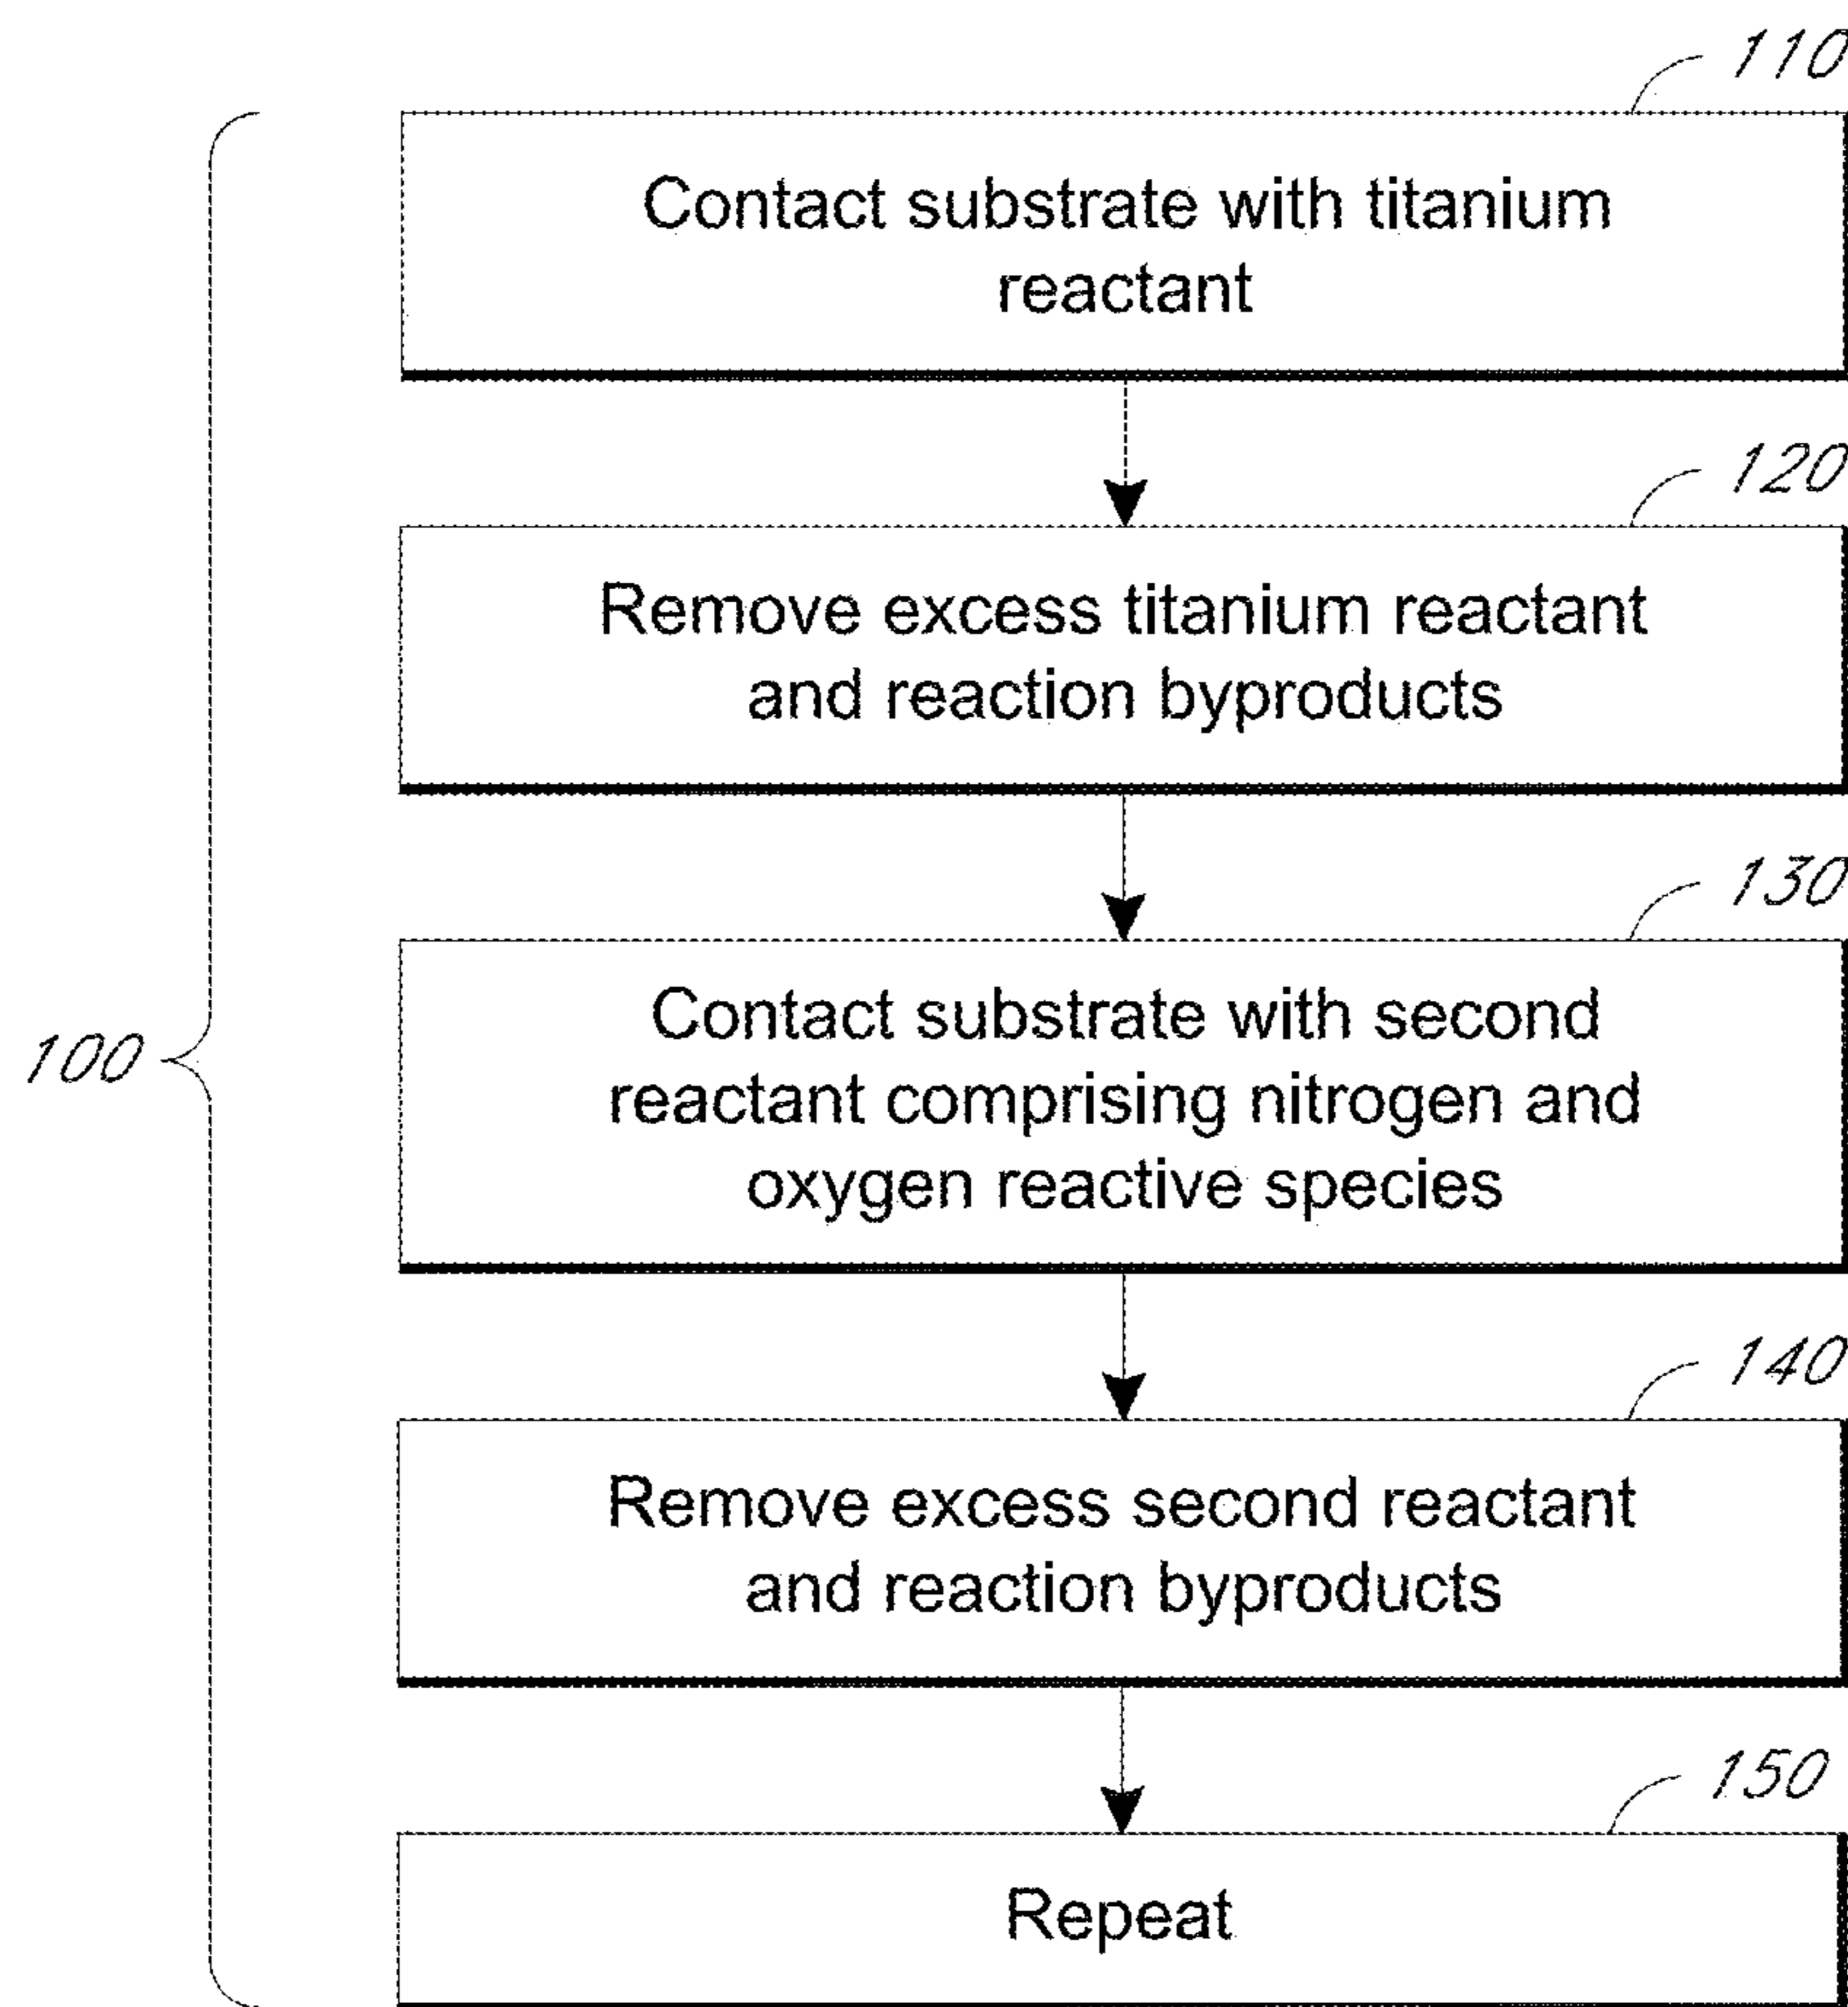 110
Contact substrate with titanium
reactant
120
Remove excess titanium reactant
and reaction byproducts
130
Contact substrate with second
reactant comprising nitrogen and
oxygen reactive species
100
140
Remove excess second reactant
and reaction byproducts
150
Repeat